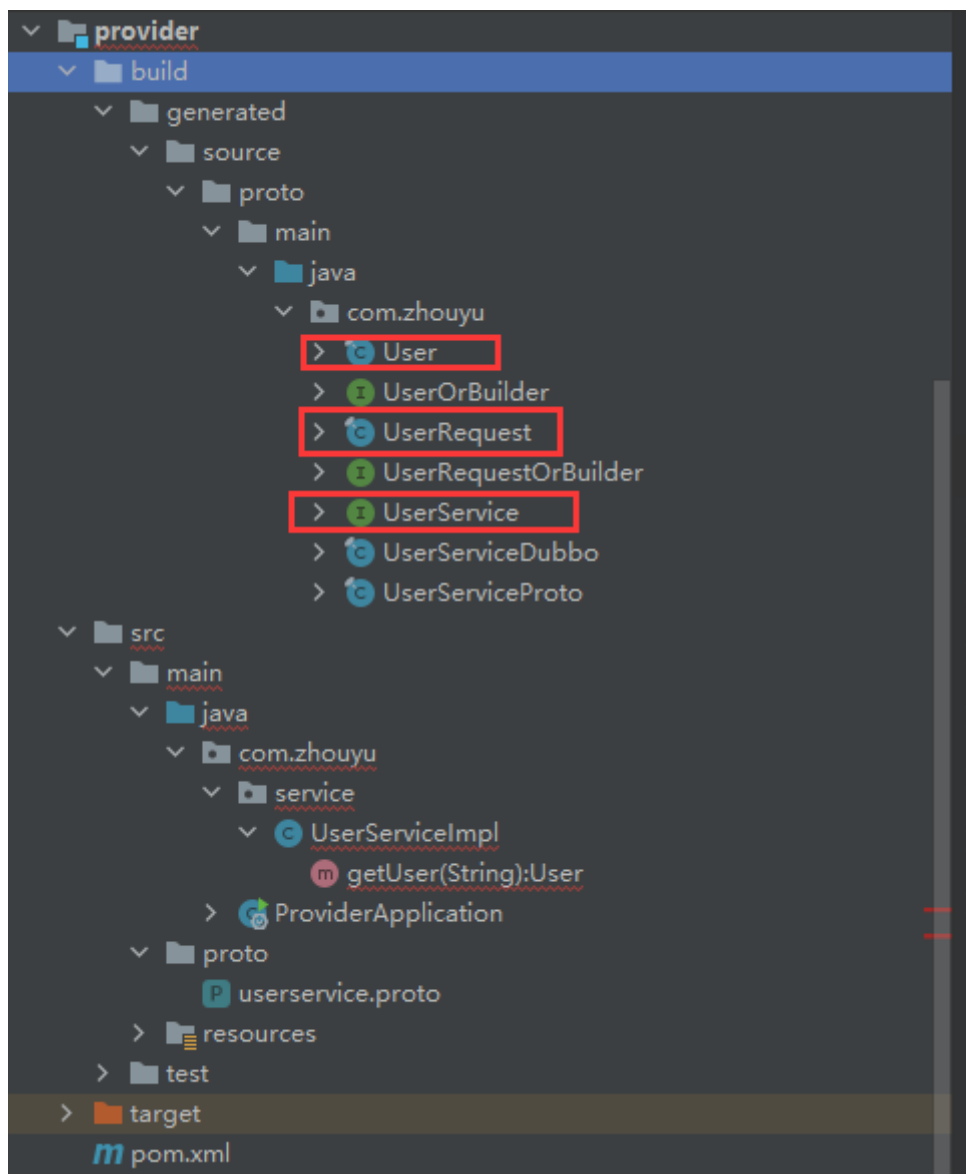 provider
build
generated
source
proto
main
java
com.zhouyu
User
UserOrBuilder
UserRequest
UserRequestOrBuilder
UserService
UserServiceDubbo
UserServiceProto
src
main
java
com.zhouyu
service
UserServiceImpl
getUser(String):User
ProviderApplication
proto
userservice.proto
resources
test
target
pom.xml